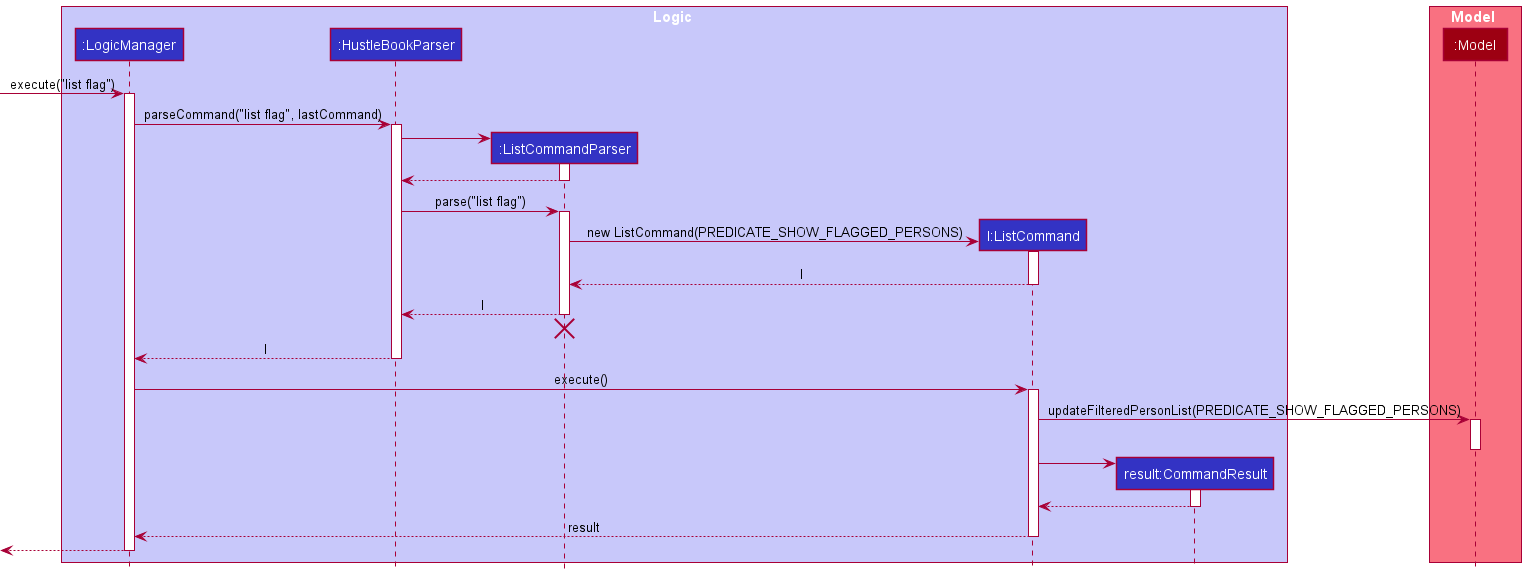 Logic
Model
:LogicManager
:HustleBookParser
:Model
execute("list flag")
parseCommand("list flag", lastCommand)
:ListCommandParser
parse("list flag")
new ListCommand(PREDICATE_SHOW_FLAGGED_PERSONS)
l:ListCommand
l
l
l
execute()
updateFilteredPersonList(PREDICATE_SHOW_FLAGGED_PERSONS)
result:CommandResult
result